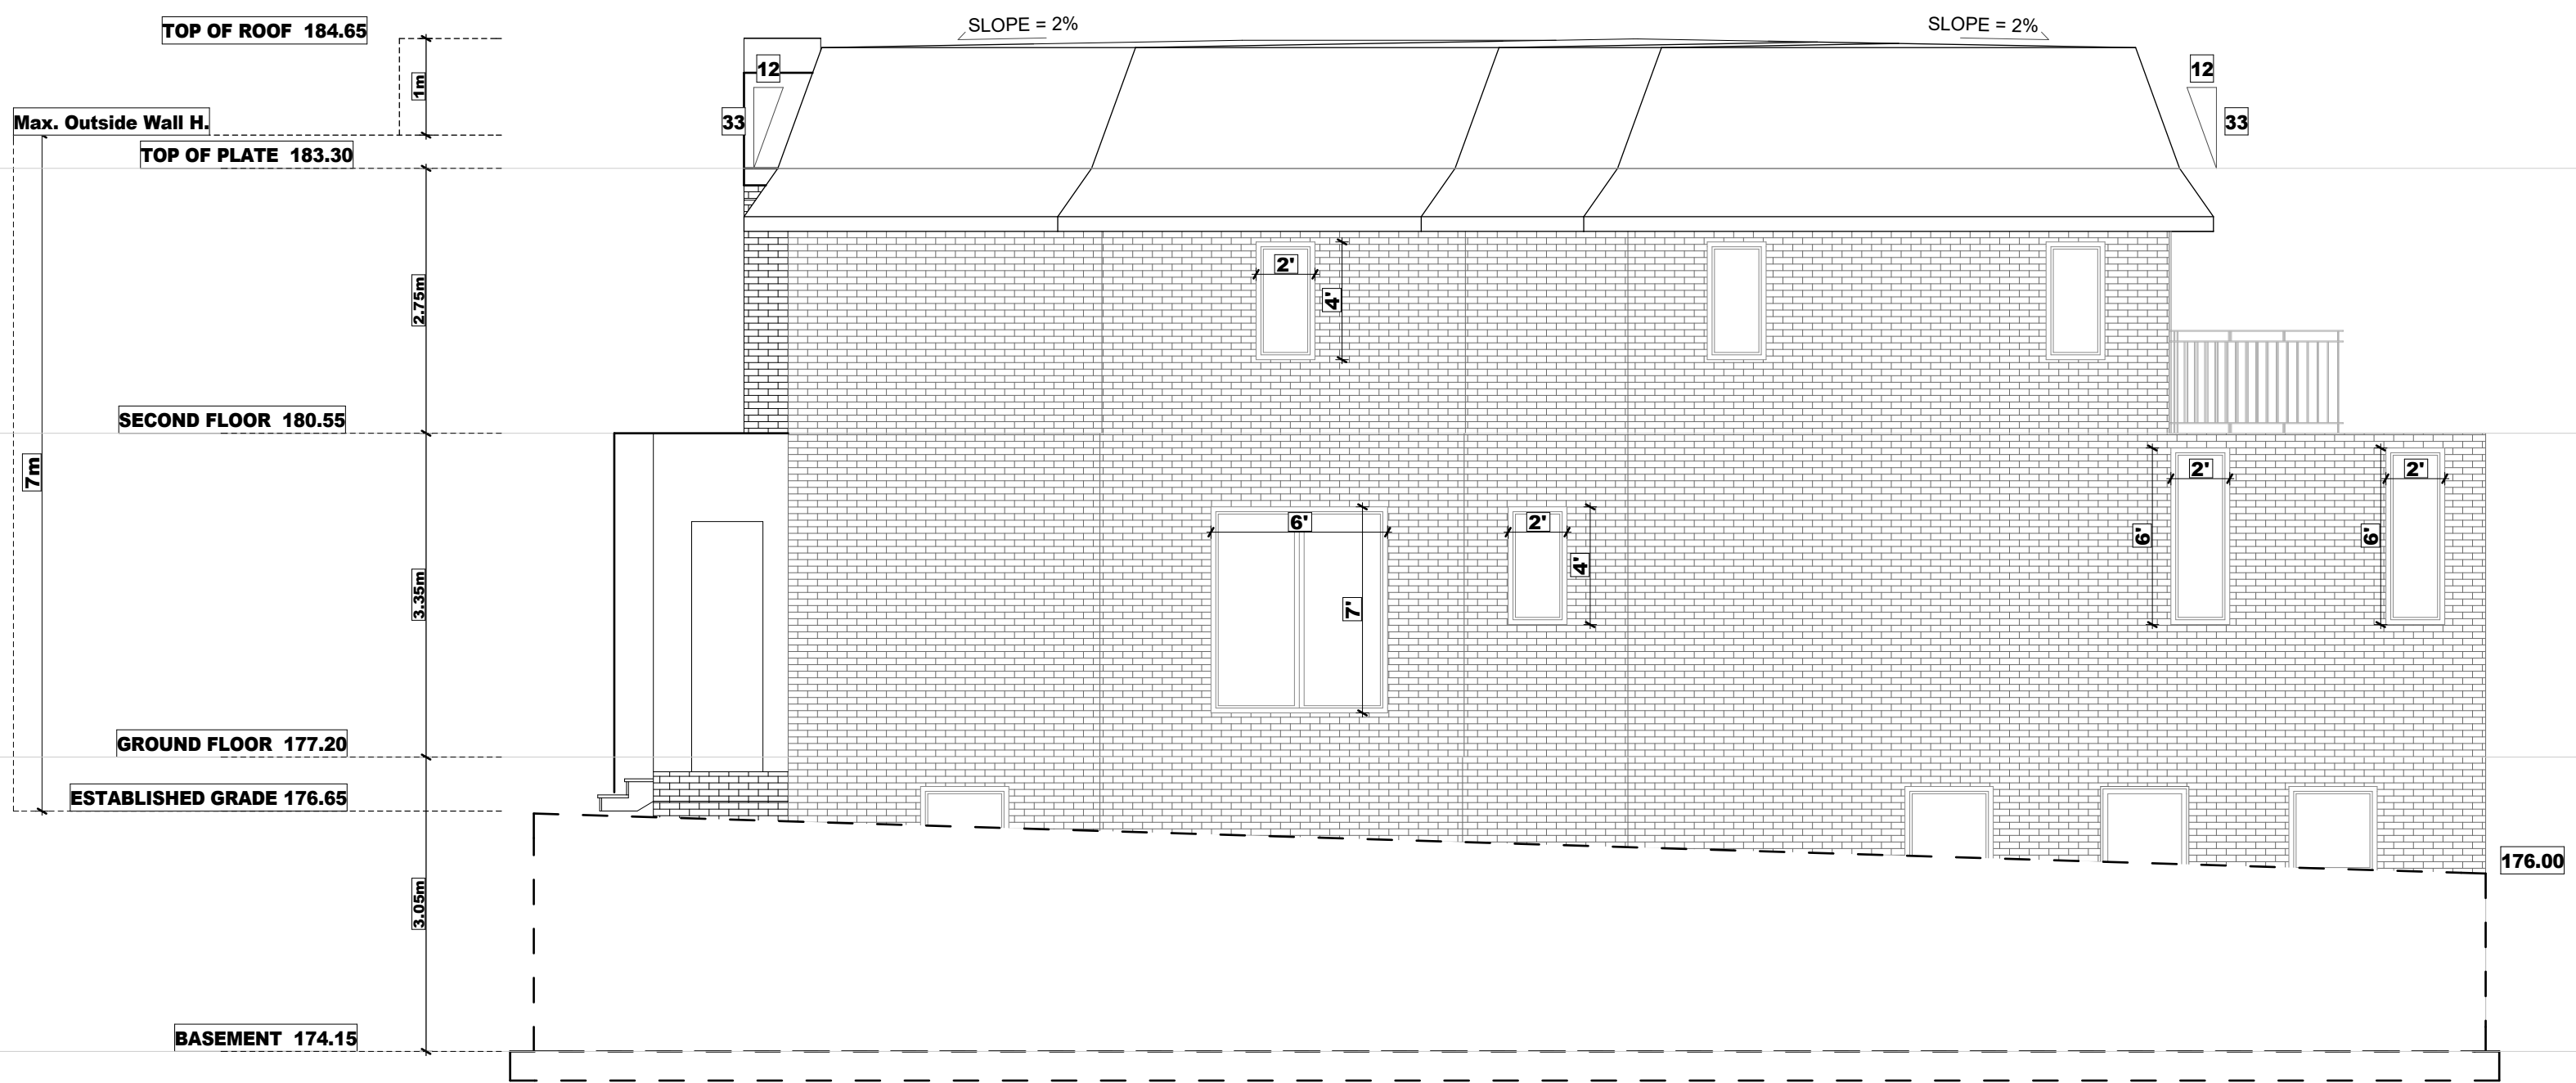 TOP OF ROOF 184.65
SLOPE = 2%
SLOPE = 2%
12
12
1m
33
33
Max. Outside Wall H.
TOP OF PLATE 183.30
2'
4'
2.75m
SECOND FLOOR 180.55
7m
2'
2'
6'
2'
6'
6'
4'
3.35m
7'
GROUND FLOOR 177.20
ESTABLISHED GRADE 176.65
176.00
3.05m
BASEMENT 174.15